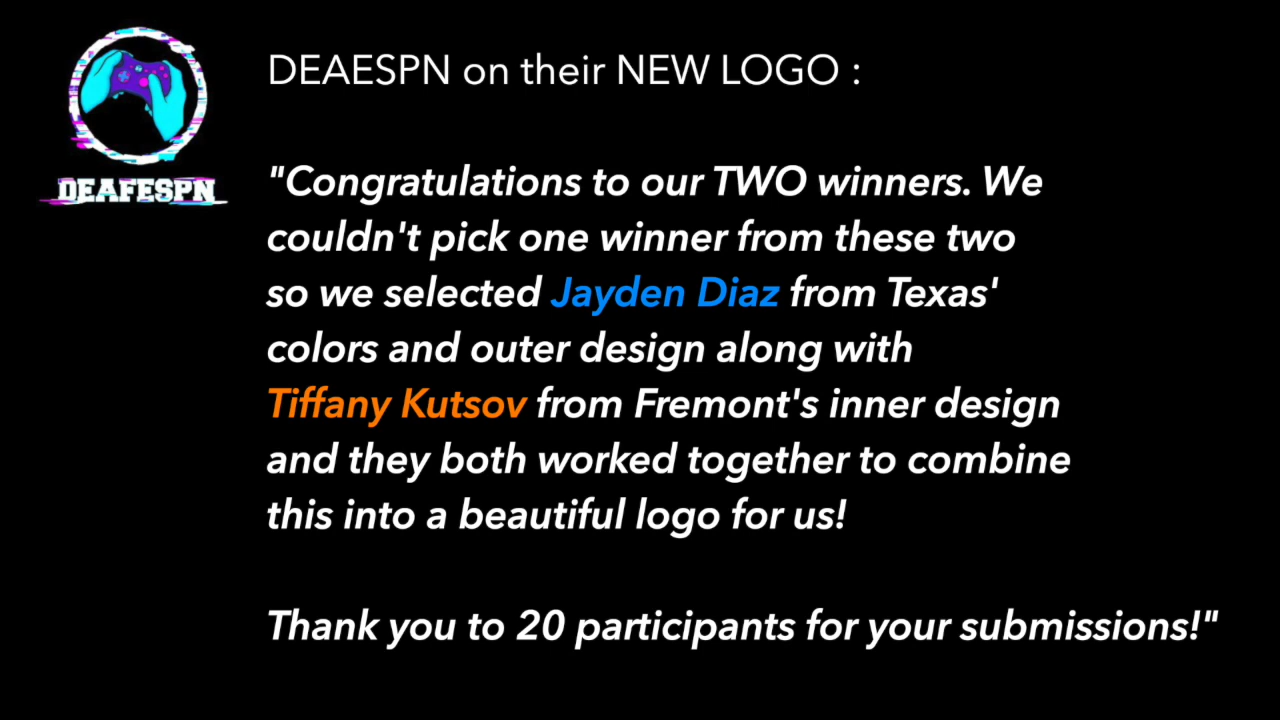 DEAFESPN
DEAESPN on their NEW LOGO :
"Congratulations to our TWO winners. We
couldn't pick one winner from these two
so we selected Jayden Diaz from Texas'
colors and outer design along with
Tiffany Kutsov from Fremont's inner design
and they both worked together to combine
this into a beautiful logo for us!
Thank you to 20 participants for your submissions!"